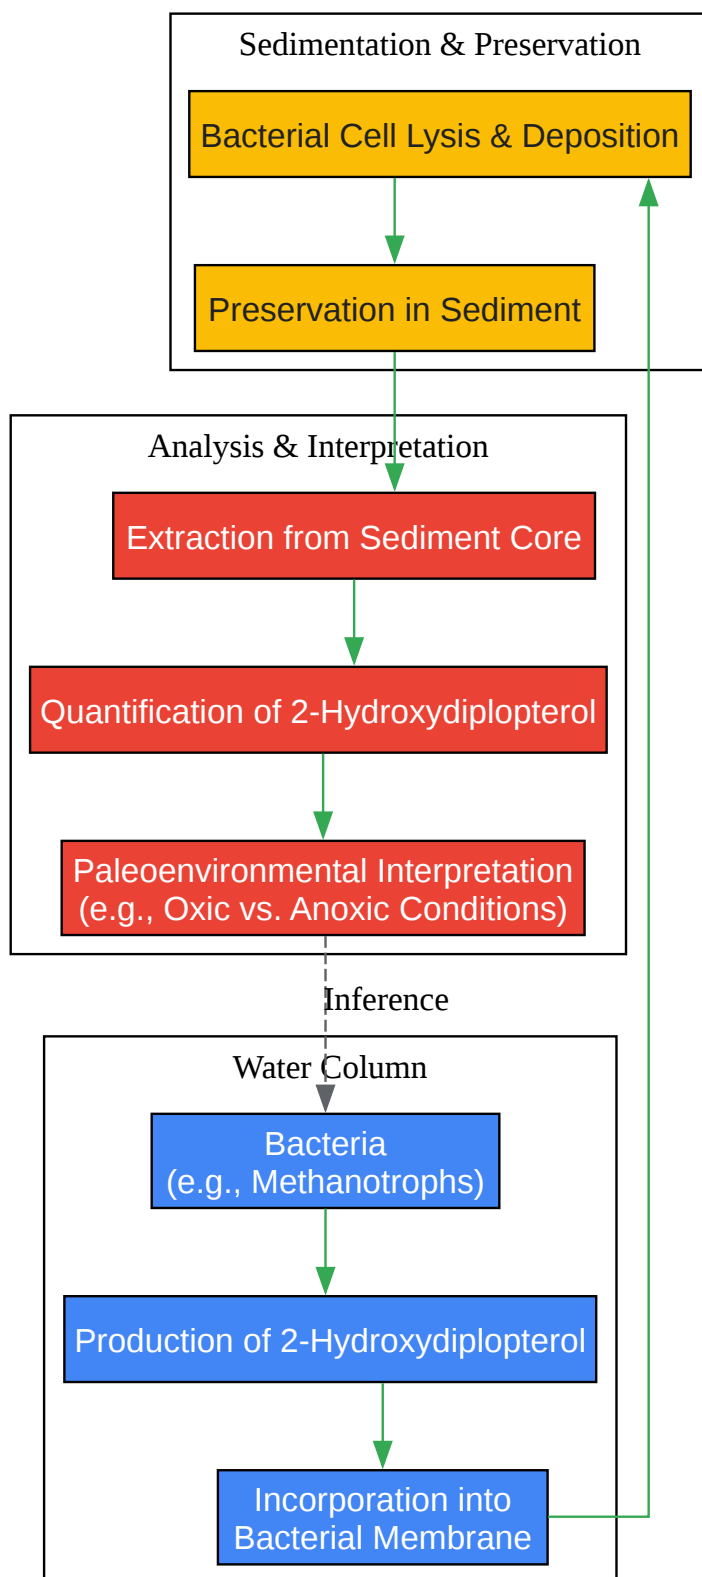 Sedimentation & Preservation
Bacterial Cell Lysis & Deposition
Preservation in Sediment
Analysis & Interpretation
Extraction from Sediment Core
Quantification of 2-Hydroxydiplopterol
Paleoenvironmental Interpretation
(e.g., Oxic vs. Anoxic Conditions)
Inference
Water Column
Bacteria
(e.g., Methanotrophs)
Production of 2-Hydroxydiplopterol
Incorporation into
Bacterial Membrane